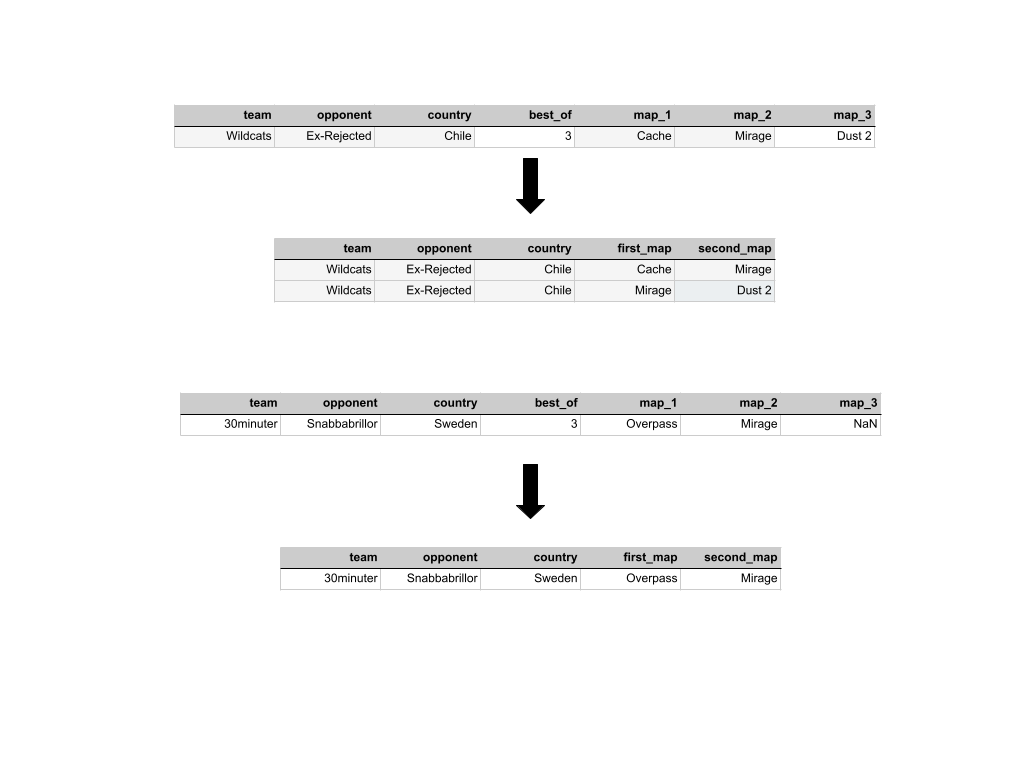 team opponent country best_of map_1 map_2 map_3
Wildcats Ex-Rejected Chile 3 Cache Mirage Dust 2
team opponent country first_map second_map
Wildcats Ex-Rejected Chile Cache Mirage
Wildcats Ex-Rejected Chile Mirage Dust 2
team opponent country best_of map_1 map_2 map_3
30minuter Snabbabrillor Sweden 3 Overpass Mirage NaN
team opponent country first_map second_map
30minuter Snabbabrillor Sweden Overpass Mirage